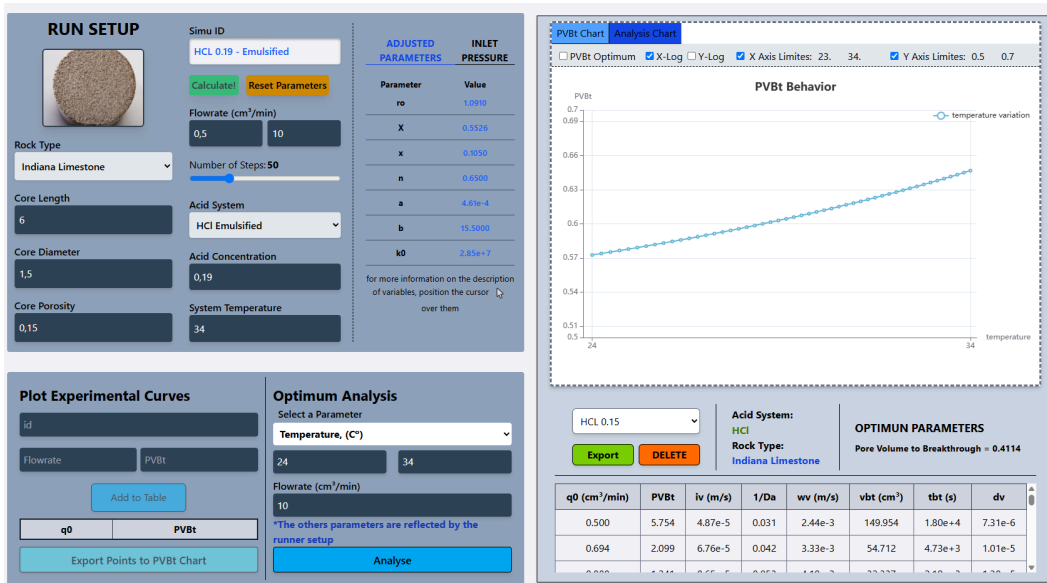 RUN SETUP
Rock Type
Indiana Limestone
Core Length
6
Core Diameter
1,5
Core Porosity
0,15
Simu ID
HCL 0.19 - Emulsified
Calculate! Reset Parameters
Flowrate (cm³/min)
0,5 10
Number of Steps: 50
Acid System
HCl Emulsified
Acid Concentration
0,19
System Temperature
34
ADJUSTED PARAMETERS INLET PRESSURE
Parameter Value
ro 1.0910
X 0.5526
x 0.1050
n 0.6500
a 4.61e-4
b 15.5000
k0 2.85e+7
for more information on the description
of variables, position the cursor
over them
Plot Experimental Curves
id
Flowrate PVBt
Add to Table
q0 PVBt
Export Points to PVBt Chart
Optimum Analysis
Select a Parameter
Temperature, (Cº)
24 34
Flowrate (cm³/min)
10
*The others parameters are reflected by the
runner setup
Analyse
PVBt Chart Analysis Chart
PVBt Optimum X-Log Y-Log X Axis Limites: 23. 34. Y Axis Limites: 0.5 0.7
PVBt Behavior
PVBt
temperature variation
0.7
0.69
0.66
0.63
0.6
0.57
0.54
0.51
0.5
24 34
temperature
HCL 0.15
Export DELETE
Acid System:
HCl
Rock Type:
Indiana Limestone
OPTIMUN PARAMETERS
Pore Volume to Breakthrough = 0.4114
q0 (cm³/min) PVBt iv (m/s) 1/Da wv (m/s) vbt (cm³) tbt (s) dv
0.500 5.754 4.87e-5 0.031 2.44e-3 149.954 1.80e+4 7.31e-6
0.694 2.099 6.76e-5 0.042 3.33e-3 54.712 4.73e+3 1.01e-5